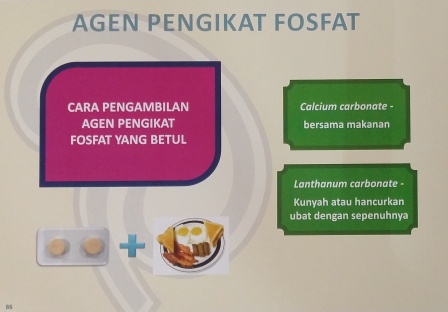 AGEN PENGIKAT FOSFAT
CARA PENGAMBILAN
AGEN PENGIKAT
FOSFAT YANG BETUL
Calcium carbonate -
bersama makanan
Lanthanum carbonate -
Kunyah atau hancurkan
ubat dengan sepenuhnya
86